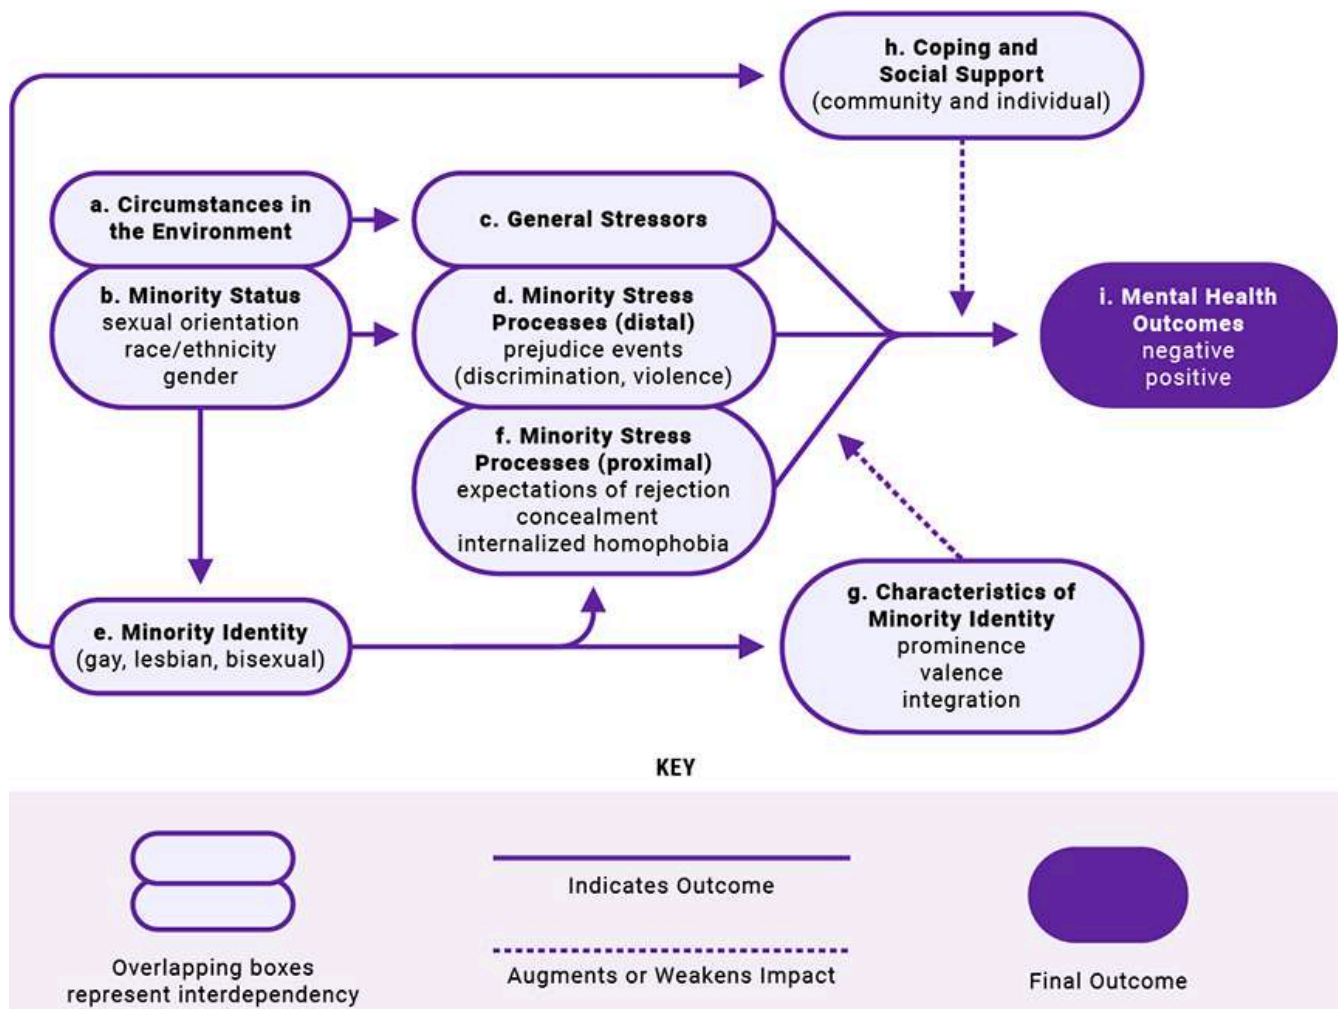 h. Coping and
Social Support
(community and individual)
a. Circumstances in
the Environment
c. General Stressors
b. Minority Status
sexual orientation
race/ethnicity
gender
d. Minority Stress
Processes (distal)
prejudice events
(discrimination, violence)
i. Mental Health
Outcomes
negative
positive
f. Minority Stress
Processes (proximal)
expectations of rejection
concealment
internalized homophobia
e. Minority Identity
(gay, lesbian, bisexual)
g. Characteristics of
Minority Identity
prominence
valence
integration
KEY
Overlapping boxes
represent interdependency
Indicates Outcome
Augments or Weakens Impact
Final Outcome